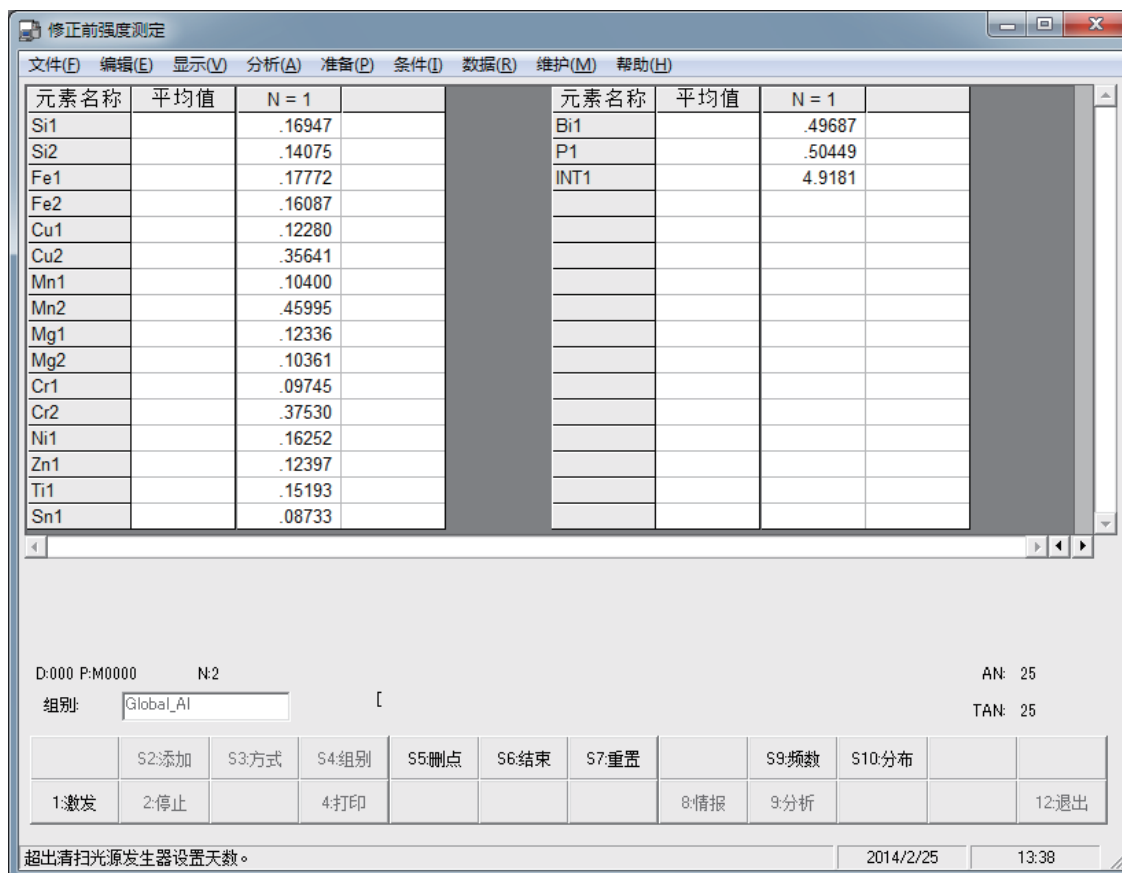 修正前强度测定
文件(F) 编辑(E) 显示(V) 分析(A) 准备(P) 条件(I) 数据(R) 维护(M) 帮助(H)
元素名称 平均值 N = 1 元素名称 平均值 N = 1
Si1 .16947 Bi1 .49687
Si2 .14075 P1 .50449
Fe1 .17772 INT1 4.9181
Fe2 .16087
Cu1 .12280
Cu2 .35641
Mn1 .10400
Mn2 .45995
Mg1 .12336
Mg2 .10361
Cr1 .09745
Cr2 .37530
Ni1 .16252
Zn1 .12397
Ti1 .15193
Sn1 .08733
D:000 P:M0000 N:2 AN: 25
组别: Global_Al [ TAN: 25
S2:添加 S3:方式 S4:组别 S5:删点 S6:结束 S7:重置 S9:频数 S10:分布
1:激发 2:停止 4:打印 8:情报 9:分析 12:退出
超出清扫光源发生器设置天数。 2014/2/25 13:38